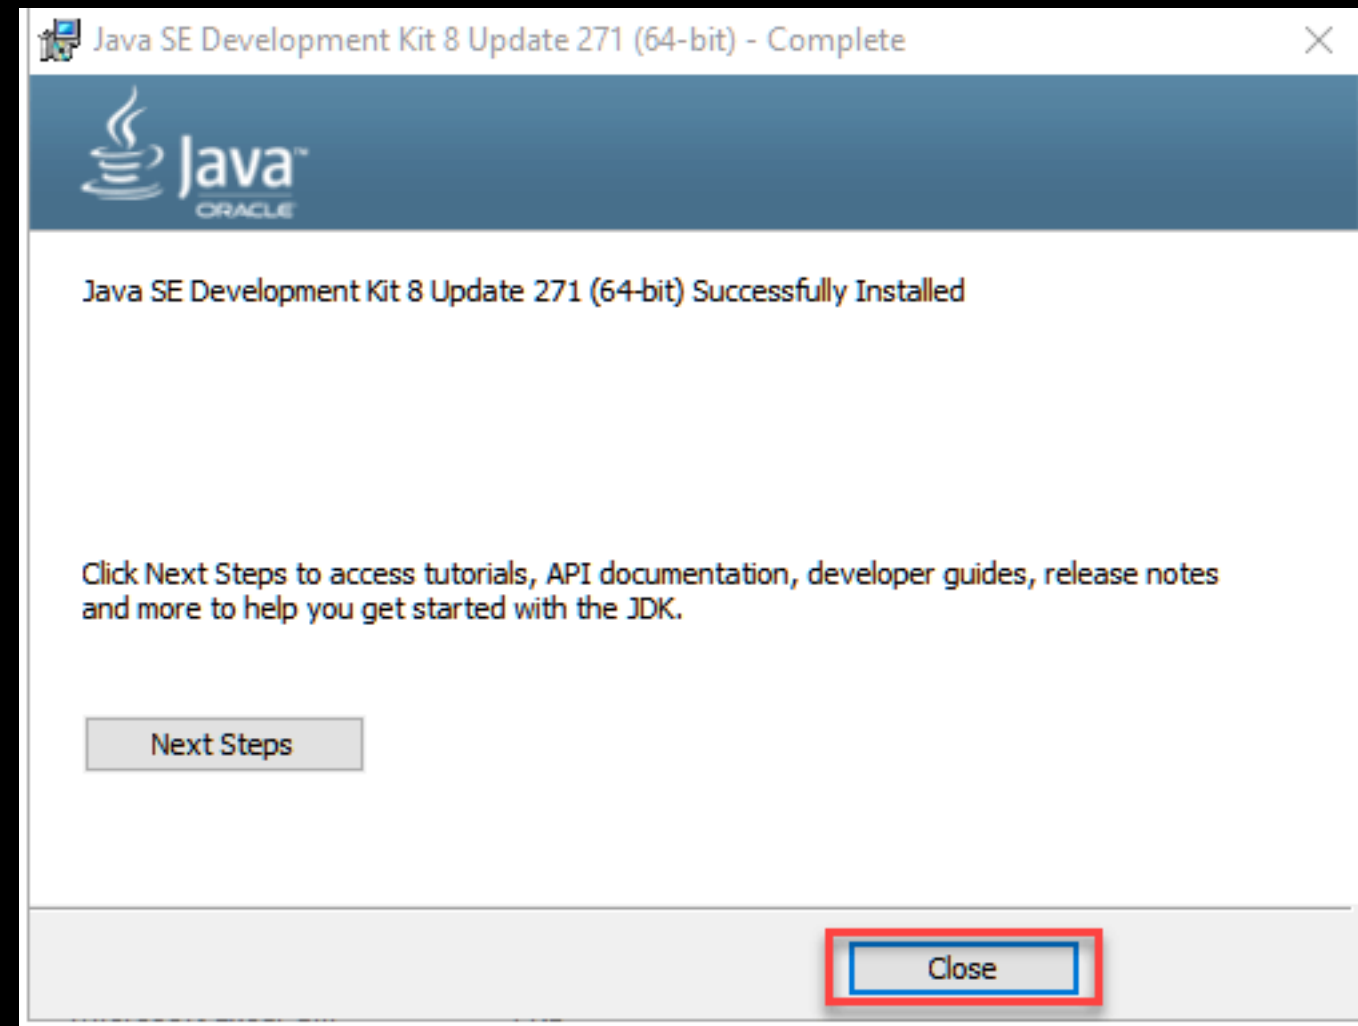 Java SE Development Kit 8 Update 271 (64-bit) - Complete
Java™
ORACLE
Java SE Development Kit 8 Update 271 (64-bit) Successfully Installed
Click Next Steps to access tutorials, API documentation, developer guides, release notes
and more to help you get started with the JDK.
Next Steps
Close